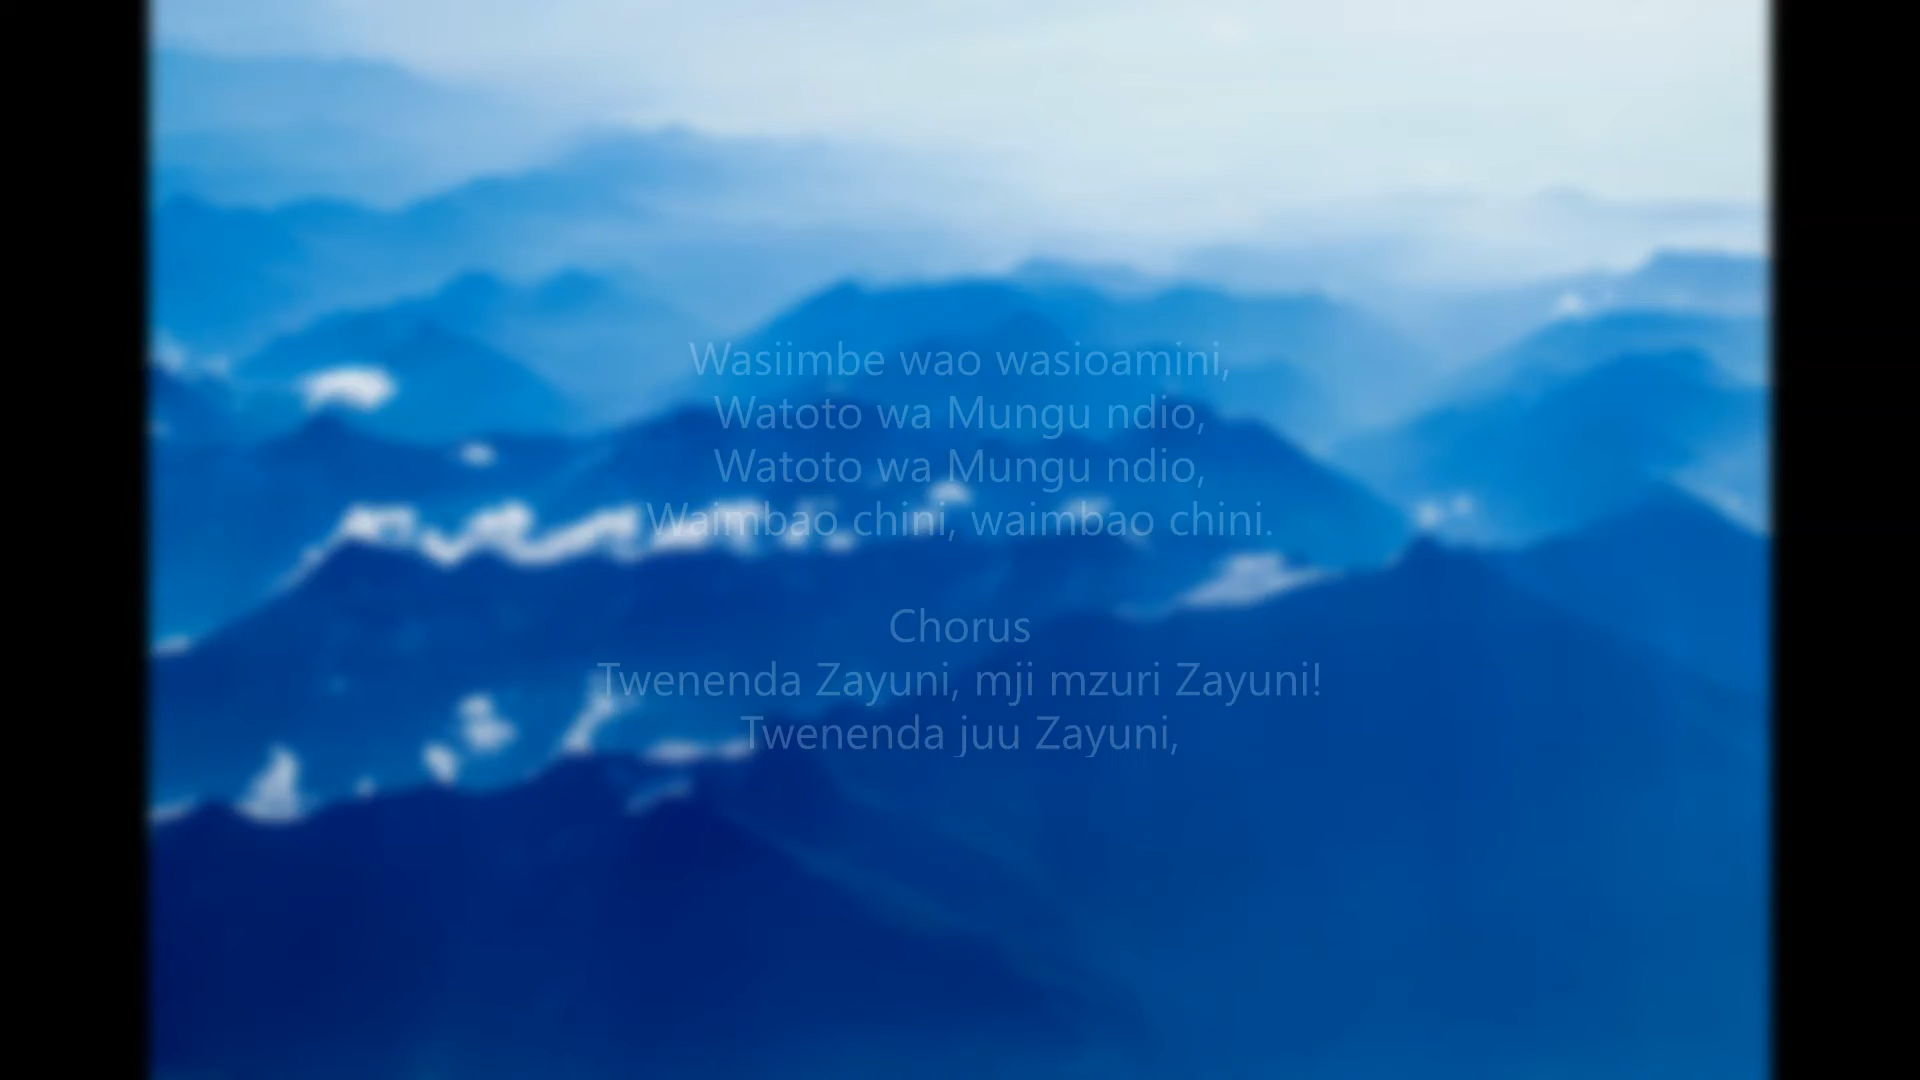 Wasiimbe wao wasioamini,
Watoto wa Mungu ndio,
Watoto wa Mungu ndio,
Waimbao chini, waimbao chini.
Chorus
Twenenda Zayuni, mji mzuri Zayuni!
Twenenda juu Zayuni,